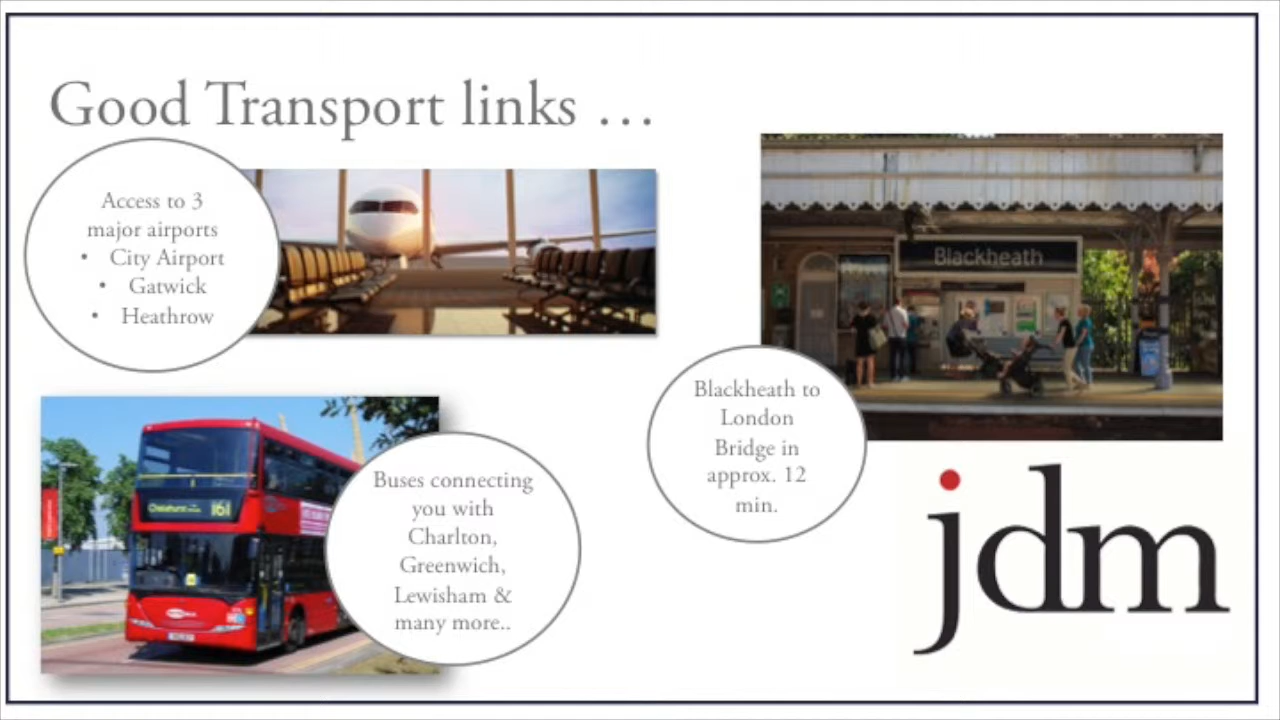 Good Transport links …
Access to 3
major airports
• City Airport
• Gatwick
• Heathrow
Blackheath
Blackheath to
London
Bridge in
approx. 12
min.
Buses connecting
you with
Charlton,
Greenwich,
Lewisham &
many more..
161
jdm